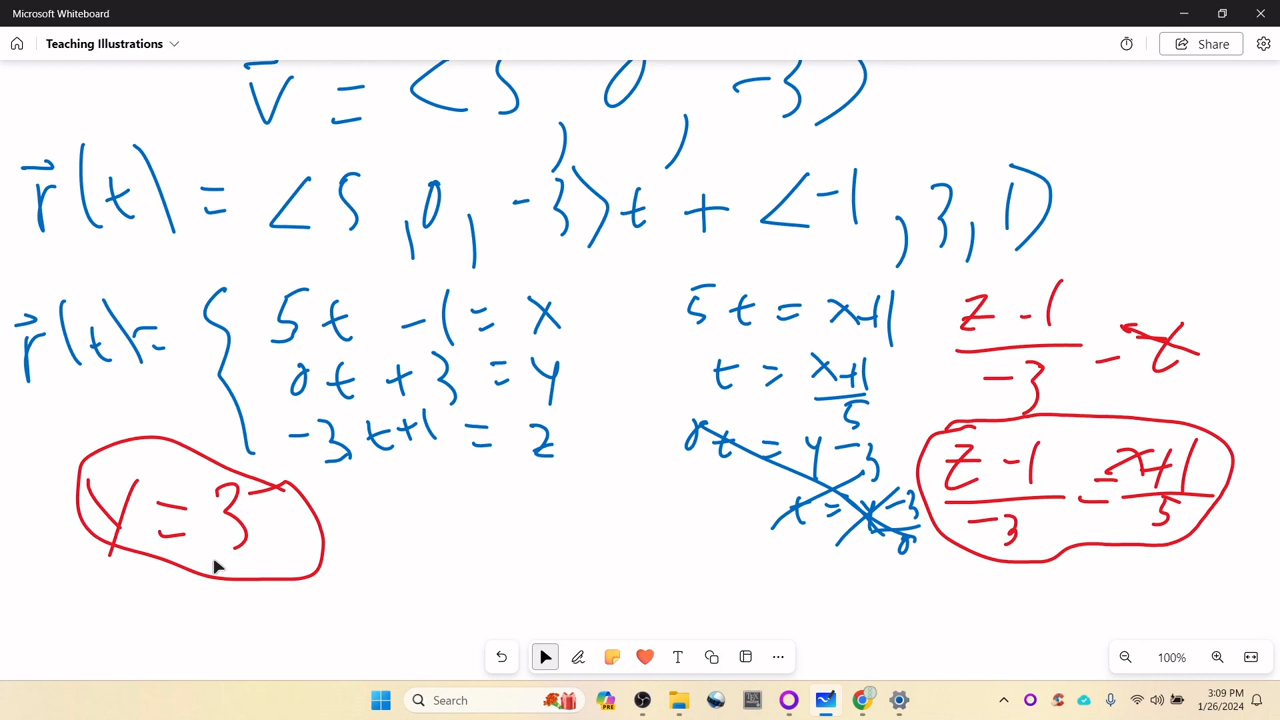 Microsoft Whiteboard
Teaching Illustrations
Share
v = <5, 0, -3>
r(t) = <5, 0, -3>t + <-1, 3, 1>
r(t) = { 5t - 1 = x
0t + 3 = y
-3t + 1 = z
5t = x+1
t = x+1/5
0t = y - 3
t = y-3/0
z-1/-3 = t
z-1/-3 = x+1/5
y = 3
T
100%
Search
PRE
3:09 PM
1/26/2024